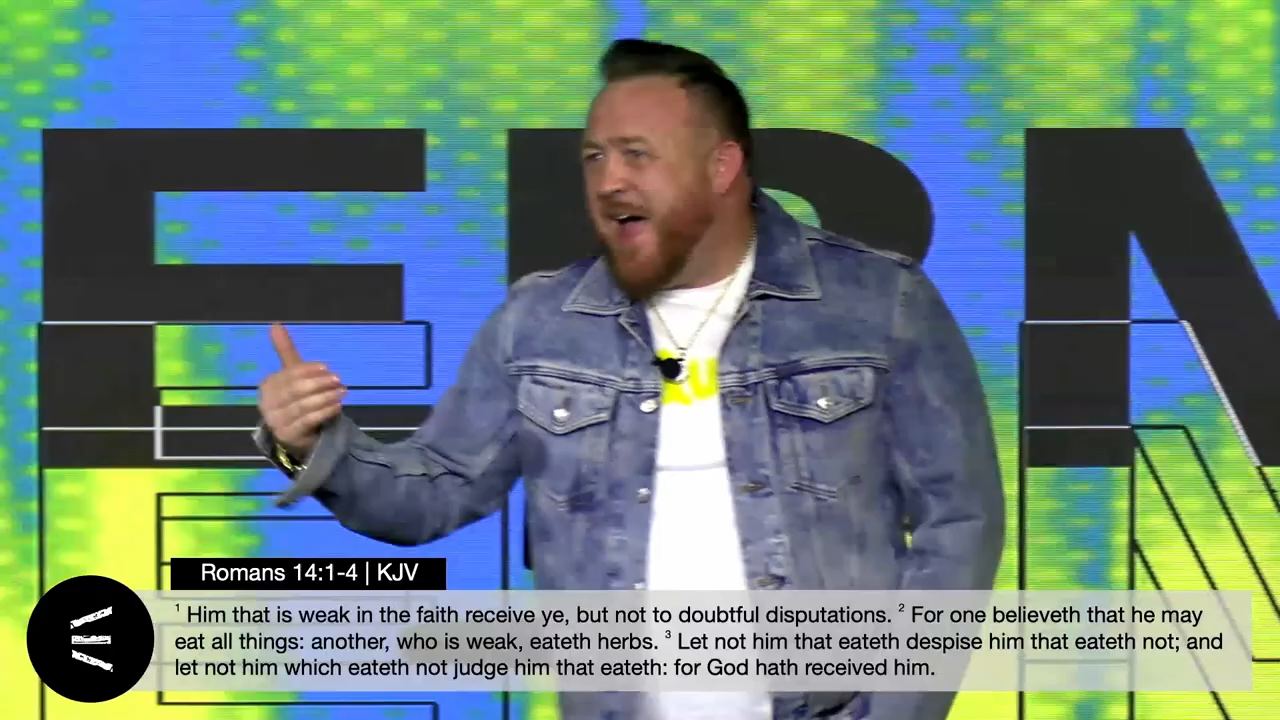 Romans 14:1-4 | KJV
¹ Him that is weak in the faith receive ye, but not to doubtful disputations. ² For one believeth that he may
eat all things: another, who is weak, eateth herbs. ³ Let not him that eateth despise him that eateth not; and
let not him which eateth not judge him that eateth: for God hath received him.